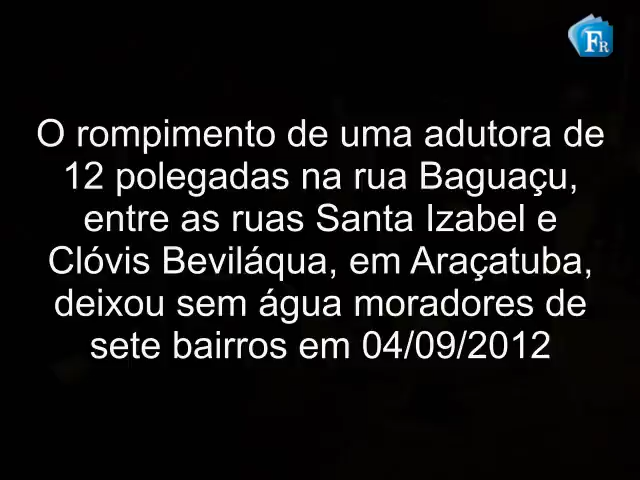 FR
O rompimento de uma adutora de
12 polegadas na rua Baguaçu,
entre as ruas Santa Izabel e
Clóvis Beviláqua, em Araçatuba,
deixou sem água moradores de
sete bairros em 04/09/2012